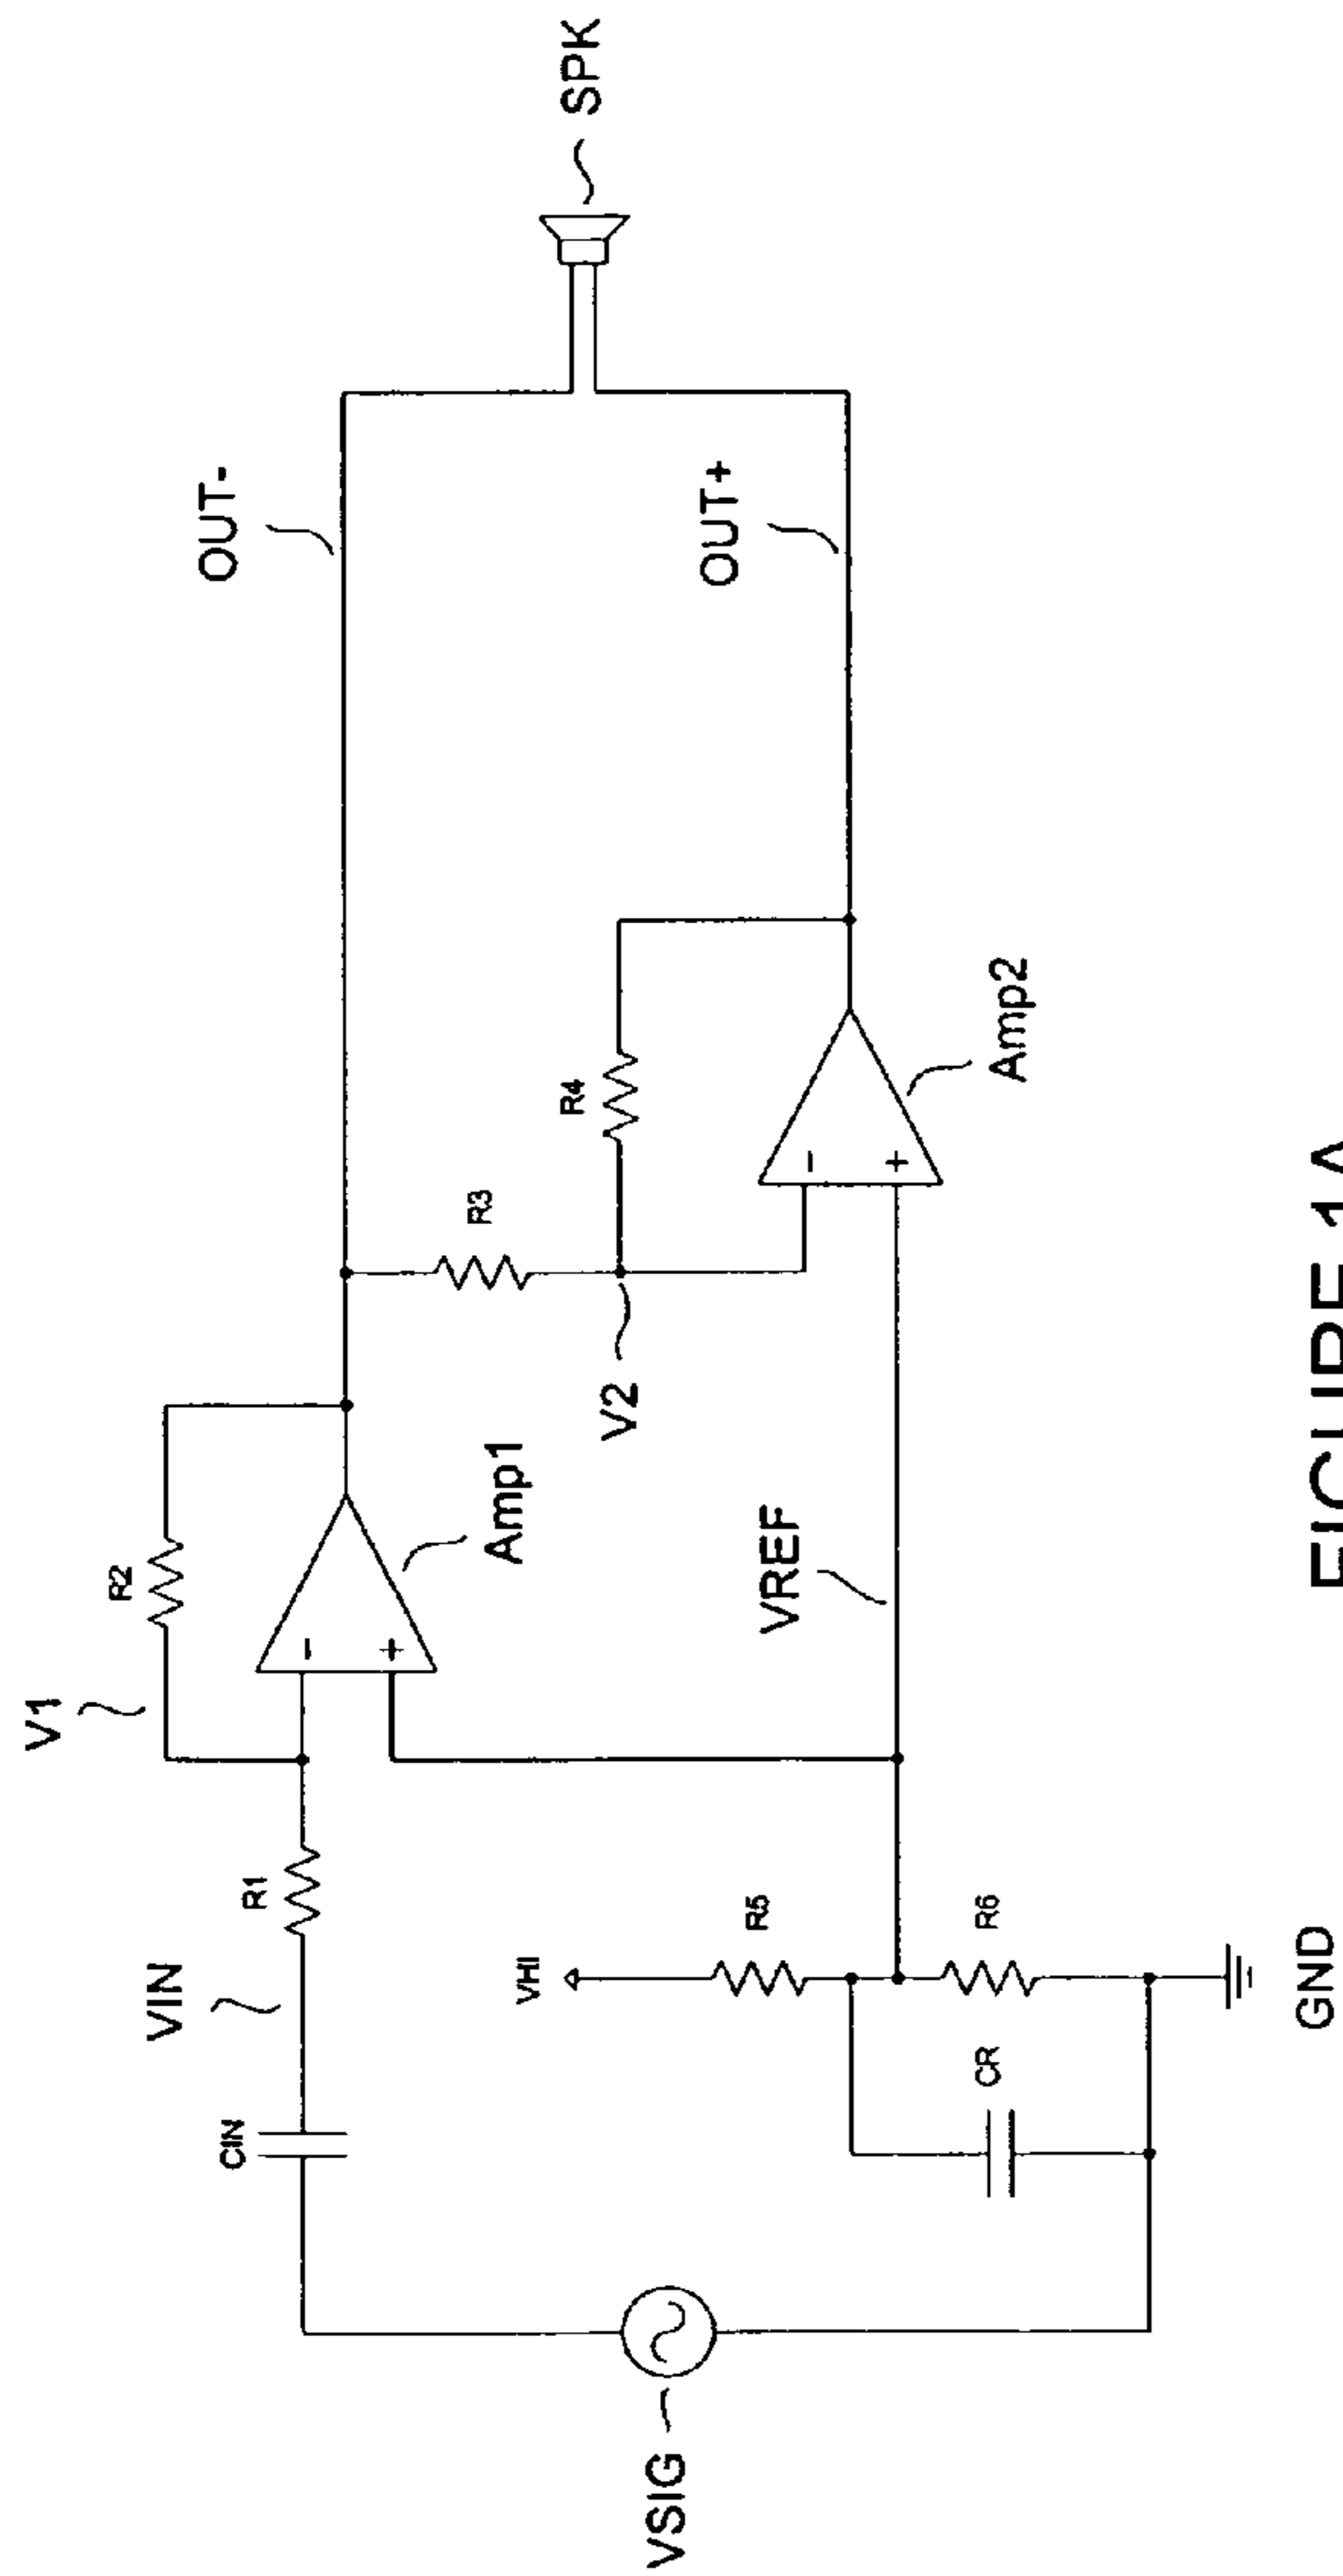 V1
R2
VIN
R1
CIN
Amp1
OUT-
SPK
R3
R4
V2
OUT+
VHI
R5
VREF
Amp2
VSIG
CR
R6
GND
FIGURE 1A